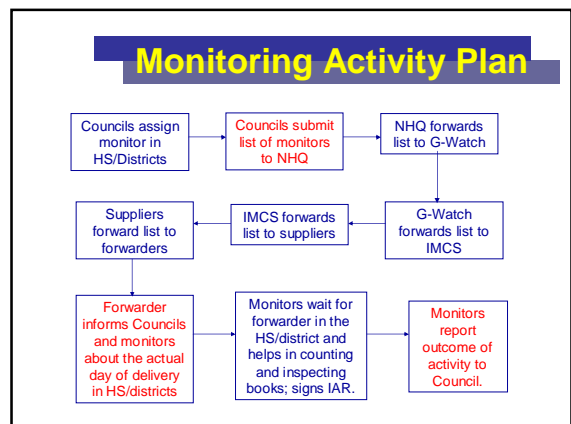 Monitoring Activity Plan
Councils assign
monitor in
HS/Districts
Councils submit
list of monitors
to NHQ
NHQ forwards
list to G-Watch
G-Watch
forwards list to
IMCS
IMCS forwards
list to suppliers
Suppliers
forward list to
forwarders
Forwarder
informs Councils
and monitors
about the actual
day of delivery
in HS/districts
Monitors wait for
forwarder in the
HS/district and
helps in counting
and inspecting
books; signs IAR.
Monitors
report
outcome of
activity to
Council.